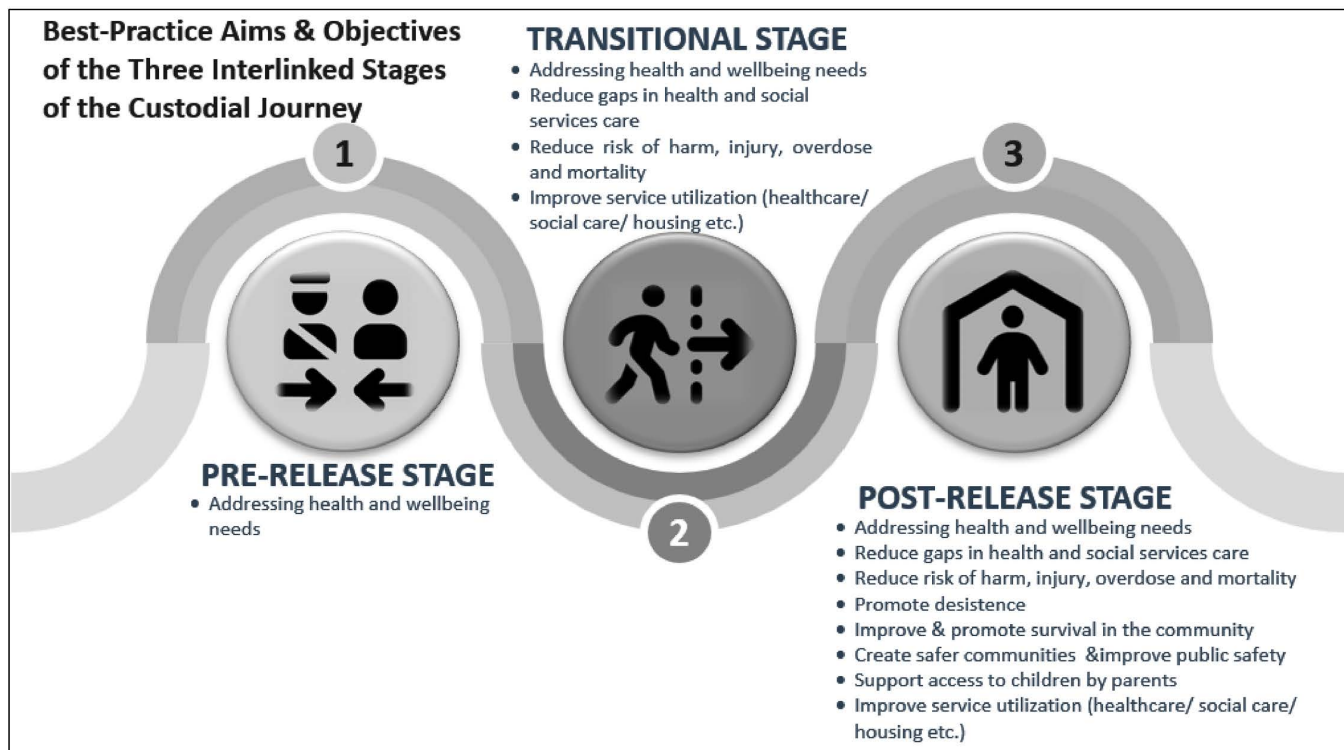 Best-Practice Aims & Objectives
of the Three Interlinked Stages
of the Custodial Journey
1
PRE-RELEASE STAGE
• Addressing health and wellbeing
needs
TRANSITIONAL STAGE
• Addressing health and wellbeing needs
• Reduce gaps in health and social
services care
• Reduce risk of harm, injury, overdose
and mortality
• Improve service utilization (healthcare/
social care/ housing etc.)
2
3
POST-RELEASE STAGE
• Addressing health and wellbeing needs
• Reduce gaps in health and social services care
• Reduce risk of harm, injury, overdose and mortality
• Promote desistence
• Improve & promote survival in the community
• Create safer communities &improve public safety
• Support access to children by parents
• Improve service utilization (healthcare/ social care/
housing etc.)